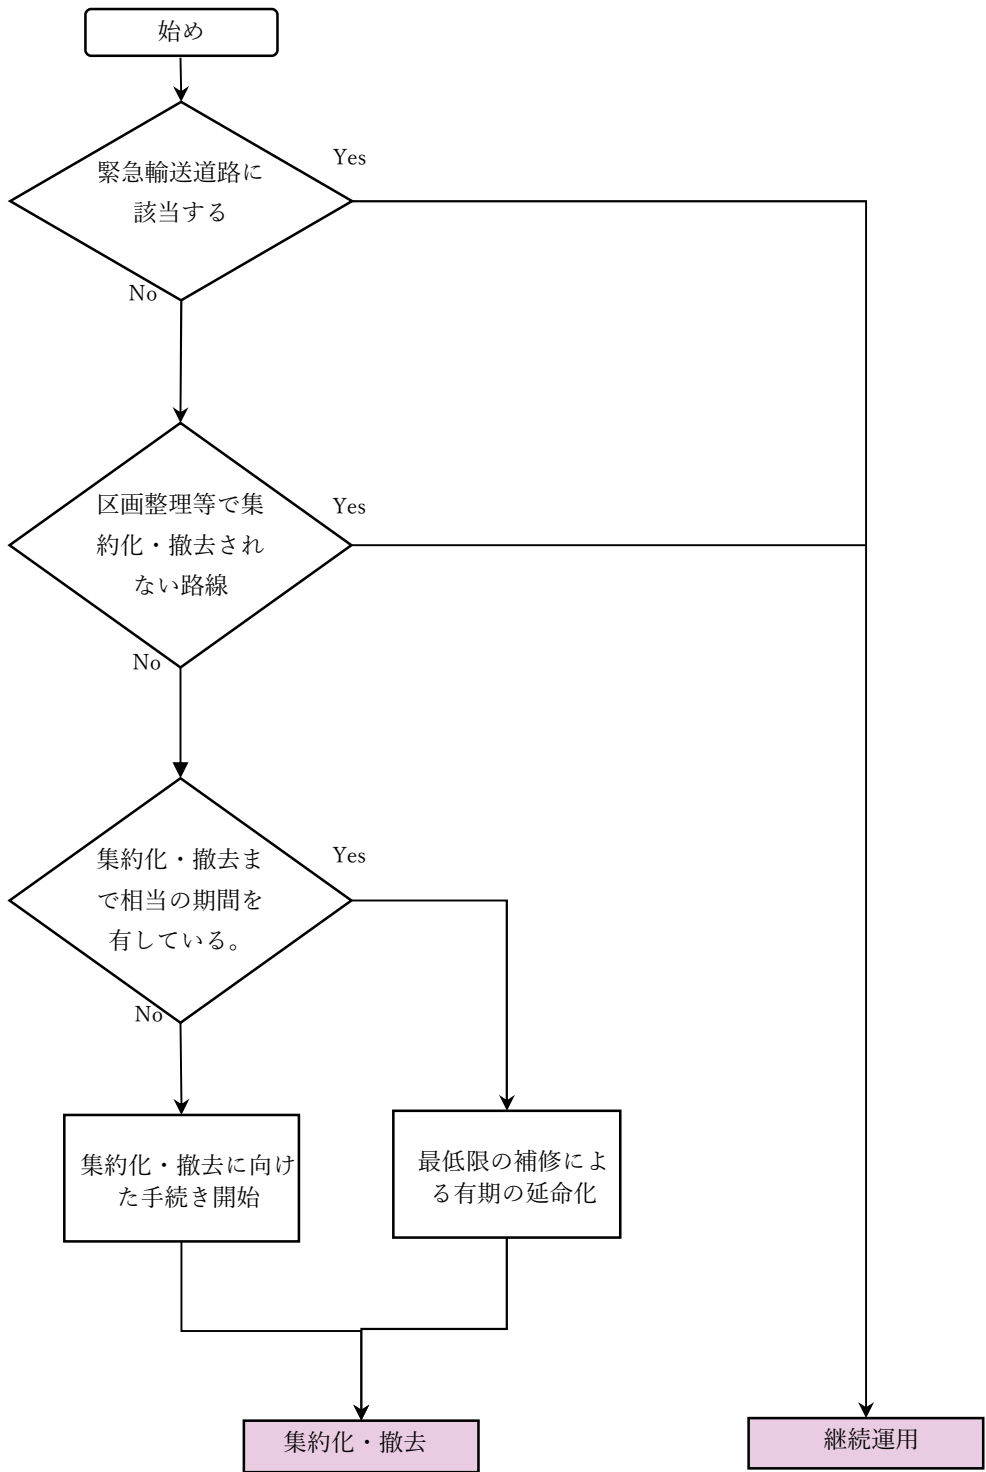 始め
緊急輸送道路に
該当する
Yes
No
区画整理等で集
約化・撤去され
ない路線
Yes
No
集約化・撤去ま
で相当の期間を
有している。
Yes
No
集約化・撤去に向け
た手続き開始
最低限の補修によ
る有期の延命化
集約化・撤去
継続運用